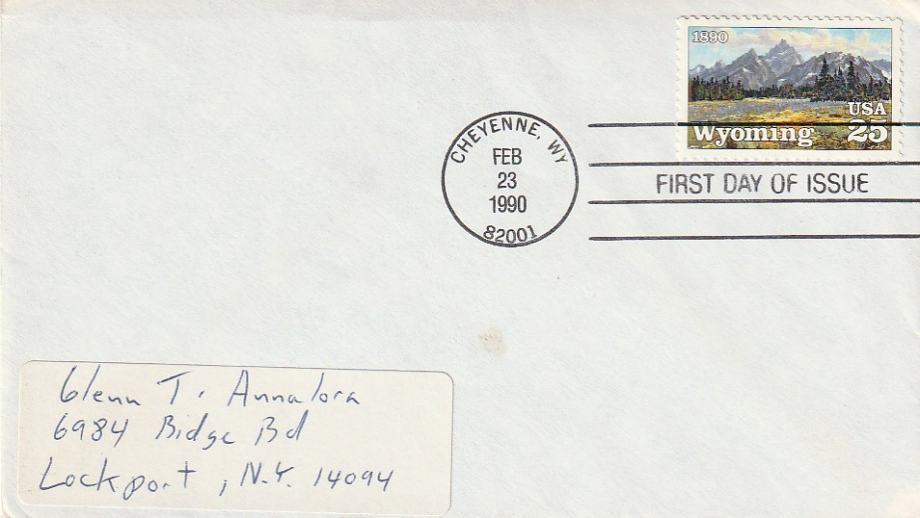 1890
USA
Wyoming 25
CHEYENNE, WY
FEB
23
1990
82001
FIRST DAY OF ISSUE
Glenn T. Annalora
6984 Ridge Rd
Lockport, N.Y. 14094